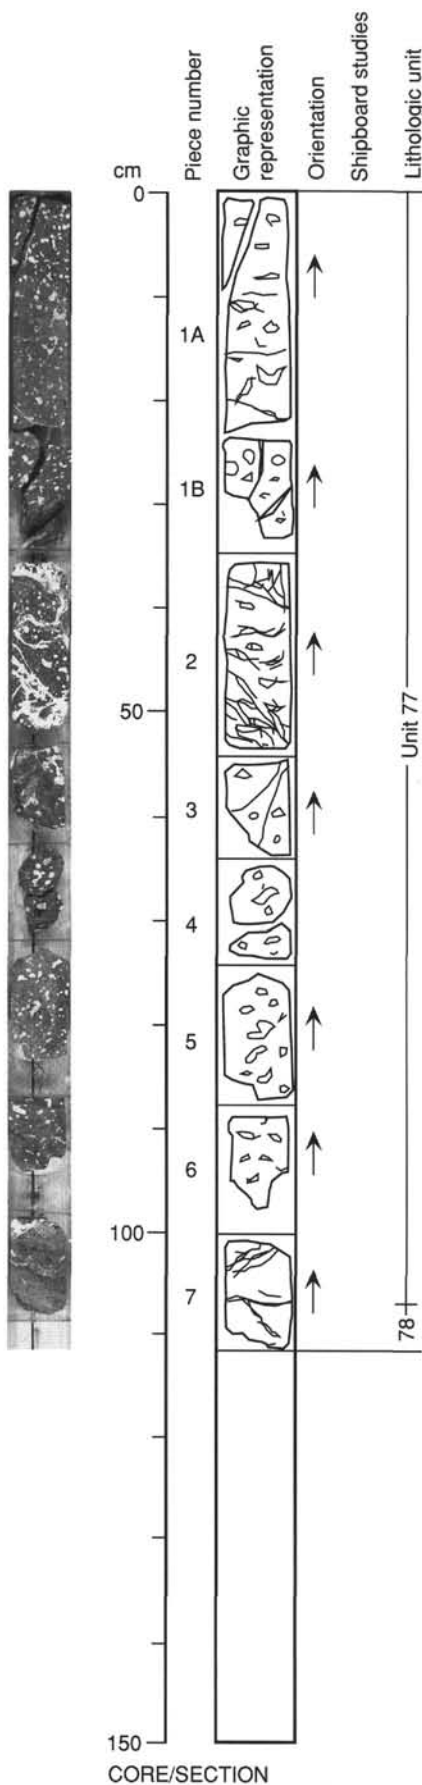 cm
Piece number
Graphic
representation
Orientation
Shipboard studies
Lithologic unit
0
1A
1B
2
50
Unit 77
3
4
5
6
100
7
78
150
CORE/SECTION